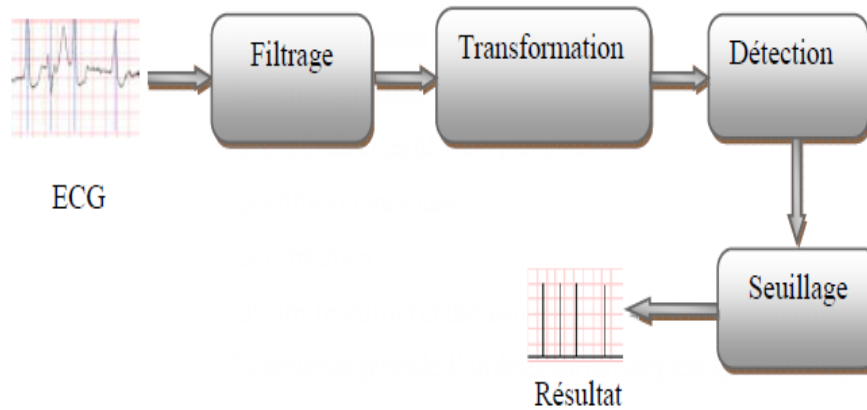 Filtrage
Transformation
Détection
ECG
Seuillage
Résultat